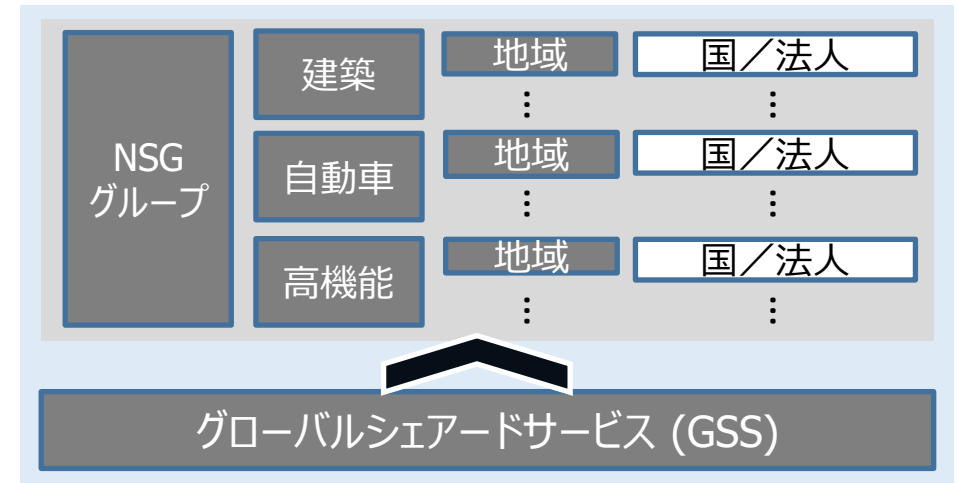 NSG
グループ
建築
地域
国／法人
⋮
⋮
自動車
地域
国／法人
⋮
⋮
高機能
地域
国／法人
⋮
⋮
グローバルシェアードサービス (GSS)